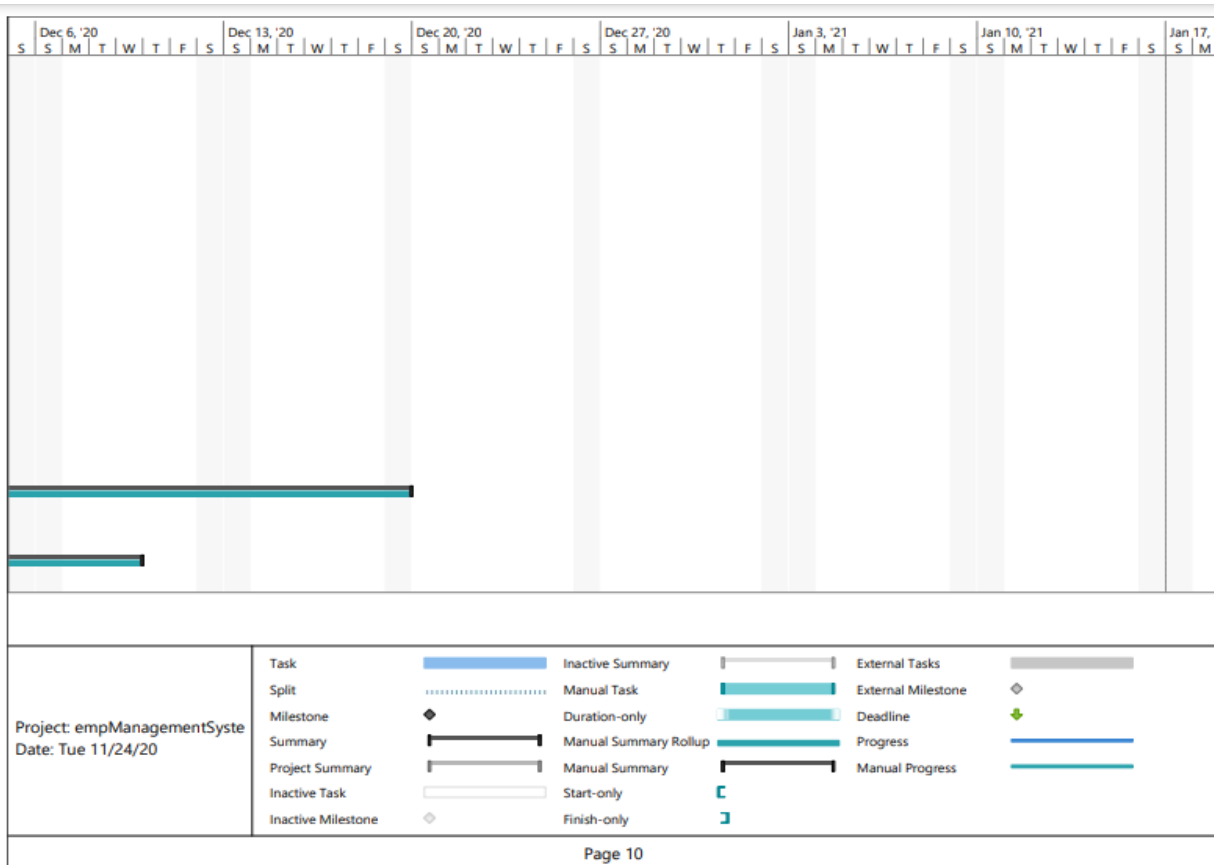 Dec 6, '20 Dec 13, '20 Dec 20, '20 Dec 27, '20 Jan 3, '21 Jan 10, '21 Jan 17,
S S M T W T F S S M T W T F S S M T W T F S S M T W T F S S M T W T F S S M T W T F S S M
Task Inactive Summary External Tasks
Split Manual Task External Milestone
Milestone Duration-only Deadline
Summary Manual Summary Rollup Progress
Project Summary Manual Summary Manual Progress
Inactive Task Start-only
Inactive Milestone Finish-only
Project: empManagementSyste
Date: Tue 11/24/20
Page 10